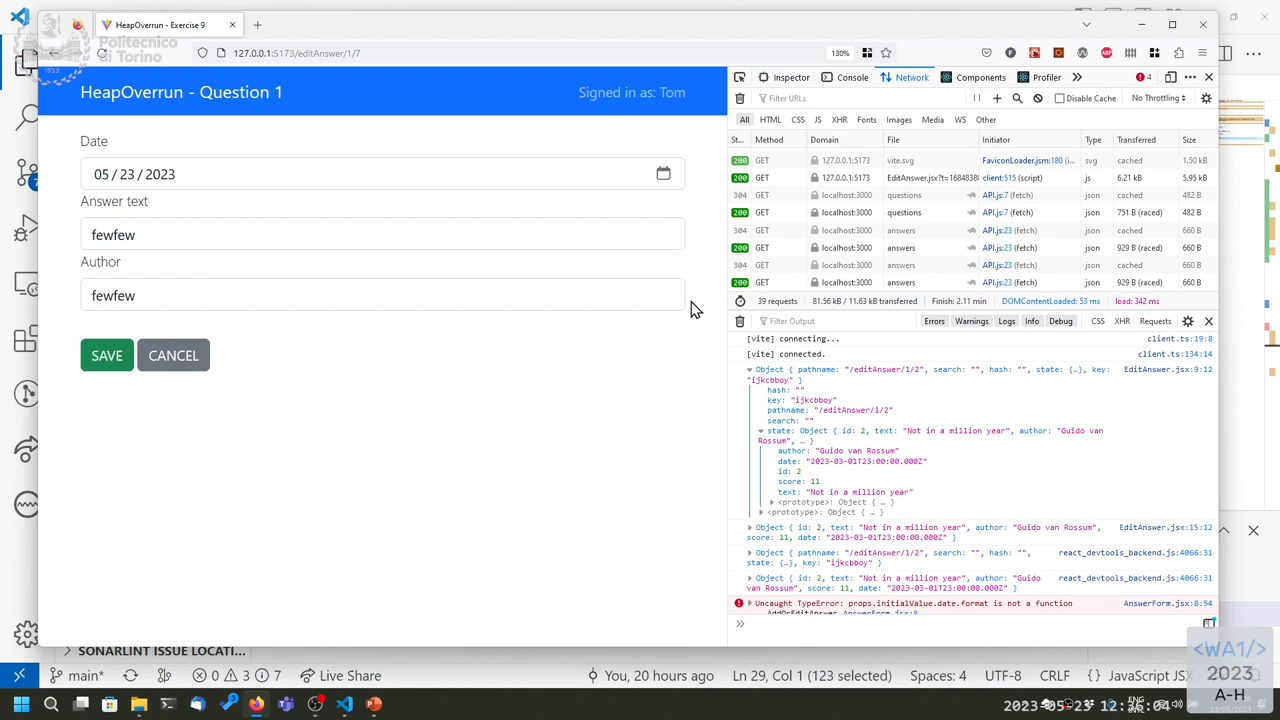 HeapOverrun - Exercise 9
Politecnico
di Torino
1859
127.0.0.1:5173/editAnswer/1/7
130%
HeapOverrun - Question 1
Signed in as: Tom
Date
05 / 23 / 2023
Answer text
fewfew
Author
fewfew
SAVE
CANCEL
Inspector
Console
Network
Components
Profiler
4
Filter URLs
Disable Cache
No Throttling
All
HTML
CSS
JS
XHR
Fonts
Images
Media
WS
Other
St...
Method
Domain
File
Initiator
Type
Transferred
Size
200 GET 127.0.0.1:5173 vite.svg FaviconLoader.jsm:180 (i... svg cached 1.50 kB
200 GET 127.0.0.1:5173 EditAnswer.jsx?t=16848380 client:515 (script) js 6.21 kB 5.95 kB
304 GET localhost:3000 questions API.js:7 (fetch) json cached 482 B
200 GET localhost:3000 questions API.js:7 (fetch) json 751 B (raced) 482 B
304 GET localhost:3000 answers API.js:23 (fetch) json cached 660 B
200 GET localhost:3000 answers API.js:23 (fetch) json 929 B (raced) 660 B
304 GET localhost:3000 answers API.js:23 (fetch) json cached 660 B
200 GET localhost:3000 answers API.js:23 (fetch) json 929 B (raced) 660 B
39 requests
81.56 kB / 11.63 kB transferred
Finish: 2.11 min
DOMContentLoaded: 53 ms
load: 342 ms
Filter Output
Errors
Warnings
Logs
Info
Debug
CSS
XHR
Requests
[vite] connecting... client.ts:19:8
[vite] connected. client.ts:134:14
Object { pathname: "/editAnswer/1/2", search: "", hash: "", state: {…}, key: EditAnswer.jsx:9:12
"ijkcbboy" }
hash: ""
key: "ijkcbboy"
pathname: "/editAnswer/1/2"
search: ""
state: Object { id: 2, text: "Not in a million year", author: "Guido van
Rossum", … }
author: "Guido van Rossum"
date: "2023-03-01T23:00:00.000Z"
id: 2
score: 11
text: "Not in a million year"
<prototype>: Object { … }
<prototype>: Object { … }
Object { id: 2, text: "Not in a million year", author: "Guido van Rossum", EditAnswer.jsx:15:12
score: 11, date: "2023-03-01T23:00:00.000Z" }
Object { pathname: "/editAnswer/1/2", search: "", hash: "", react_devtools_backend.js:4066:31
state: {…}, key: "ijkcbboy" }
Object { id: 2, text: "Not in a million year", author: "Guido react_devtools_backend.js:4066:31
van Rossum", score: 11, date: "2023-03-01T23:00:00.000Z" }
Uncaught TypeError: props.initialValue.date.format is not a function AnswerForm.jsx:8:54
AddOrEditAnswer AnswerForm.jsx:8
SONARLINT ISSUE LOCATI...
main*
0
3
7
Live Share
You, 20 hours ago
Ln 29, Col 1 (123 selected)
Spaces: 4
UTF-8
CRLF
JavaScript JSX
<WA1/>
2023
A-H
ENG
23/05/2023